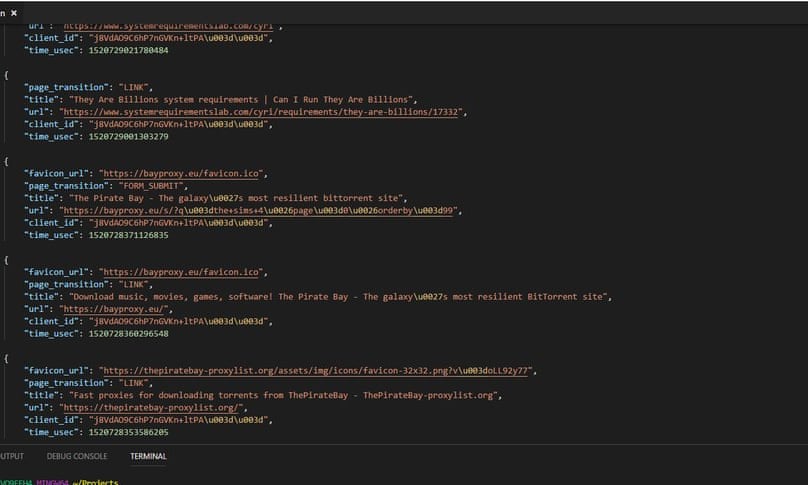 n ×
"url": "https://www.systemrequirementslab.com/cyri",
"client_id": "j8VdAO9C6hP7nGVKn+ltPA\u003d\u003d",
"time_usec": 1520729021780484
{
"page_transition": "LINK",
"title": "They Are Billions system requirements | Can I Run They Are Billions",
"url": "https://www.systemrequirementslab.com/cyri/requirements/they-are-billions/17332",
"client_id": "j8VdAO9C6hP7nGVKn+ltPA\u003d\u003d",
"time_usec": 1520729001303279
{
"favicon_url": "https://bayproxy.eu/favicon.ico",
"page_transition": "FORM_SUBMIT",
"title": "The Pirate Bay - The galaxy\u0027s most resilient bittorrent site",
"url": "https://bayproxy.eu/s/?q\u003dthe+sims+4\u0026page\u003d0\u0026orderby\u003d99",
"client_id": "j8VdAO9C6hP7nGVKn+ltPA\u003d\u003d",
"time_usec": 1520728371126835
{
"favicon_url": "https://bayproxy.eu/favicon.ico",
"page_transition": "LINK",
"title": "Download music, movies, games, software! The Pirate Bay - The galaxy\u0027s most resilient BitTorrent site",
"url": "https://bayproxy.eu/",
"client_id": "j8VdAO9C6hP7nGVKn+ltPA\u003d\u003d",
"time_usec": 1520728360296548
{
"favicon_url": "https://thepiratebay-proxylist.org/assets/img/icons/favicon-32x32.png?v\u003doLL92y77",
"page_transition": "LINK",
"title": "Fast proxies for downloading torrents from ThePirateBay - ThePirateBay-proxylist.org",
"url": "https://thepiratebay-proxylist.org/",
"client_id": "j8VdAO9C6hP7nGVKn+ltPA\u003d\u003d",
"time_usec": 1520728353586205
UTPUT DEBUG CONSOLE TERMINAL
MINGW64 ~/Projects